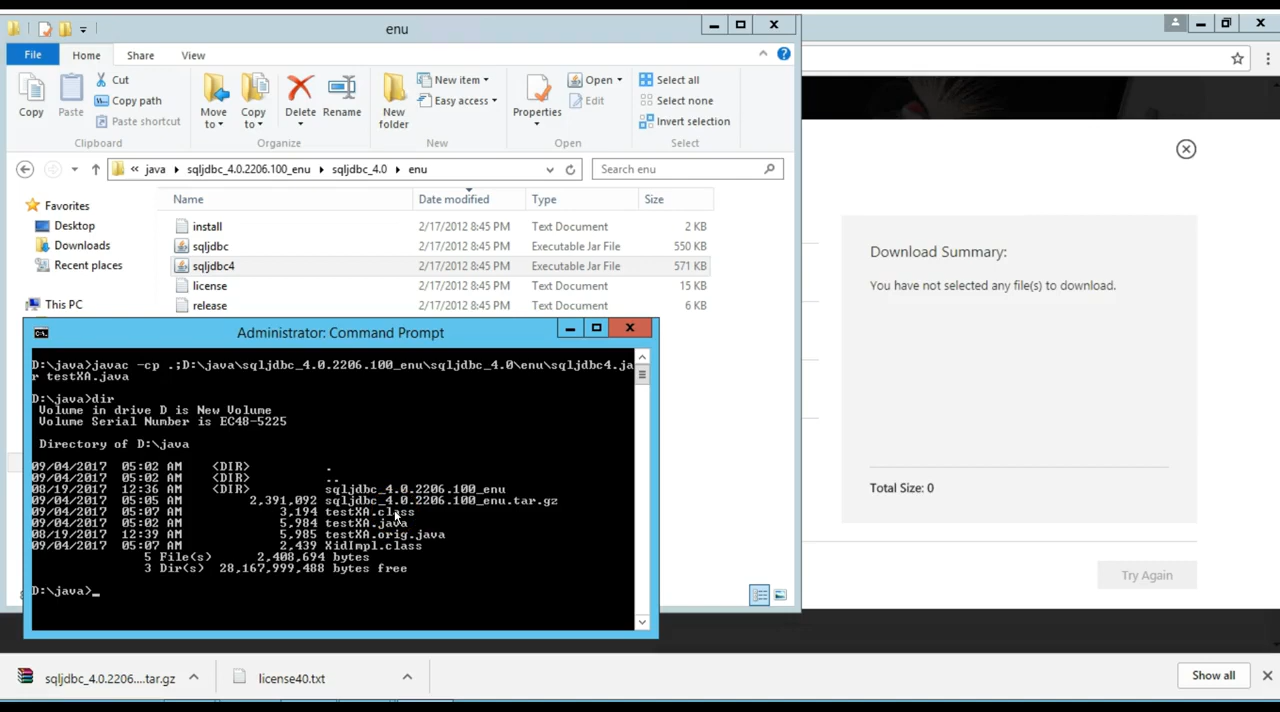 enu
File Home Share View
Copy
Paste
Cut
Copy path
Paste shortcut
Clipboard
Move to
Copy to
Delete
Rename
Organize
New folder
New item
Easy access
New
Properties
Open
Edit
Open
Select all
Select none
Invert selection
Select
« java sqljdbc_4.0.2206.100_enu sqljdbc_4.0 enu
Search enu
Favorites
Desktop
Downloads
Recent places
This PC
Name Date modified Type Size
install 2/17/2012 8:45 PM Text Document 2 KB
sqljdbc 2/17/2012 8:45 PM Executable Jar File 550 KB
sqljdbc4 2/17/2012 8:45 PM Executable Jar File 571 KB
license 2/17/2012 8:45 PM Text Document 15 KB
release 2/17/2012 8:45 PM Text Document 6 KB
Administrator: Command Prompt
D:\java>javac -cp .;D:\java\sqljdbc_4.0.2206.100_enu\sqljdbc_4.0\enu\sqljdbc4.ja
r testXA.java
D:\java>dir
Volume in drive D is New Volume
Volume Serial Number is EC48-5225
Directory of D:\java
09/04/2017 05:02 AM <DIR> .
09/04/2017 05:02 AM <DIR> ..
08/19/2017 12:36 AM <DIR> sqljdbc_4.0.2206.100_enu
09/04/2017 05:05 AM 2,391,092 sqljdbc_4.0.2206.100_enu.tar.gz
09/04/2017 05:07 AM 3,194 testXA.class
09/04/2017 05:02 AM 5,984 testXA.java
08/19/2017 12:39 AM 5,985 testXA.orig.java
09/04/2017 05:07 AM 2,439 XidImpl.class
5 File(s) 2,408,694 bytes
3 Dir(s) 28,167,999,488 bytes free
D:\java>_
Download Summary:
You have not selected any file(s) to download.
Total Size: 0
Try Again
sqljdbc_4.0.2206....tar.gz
license40.txt
Show all